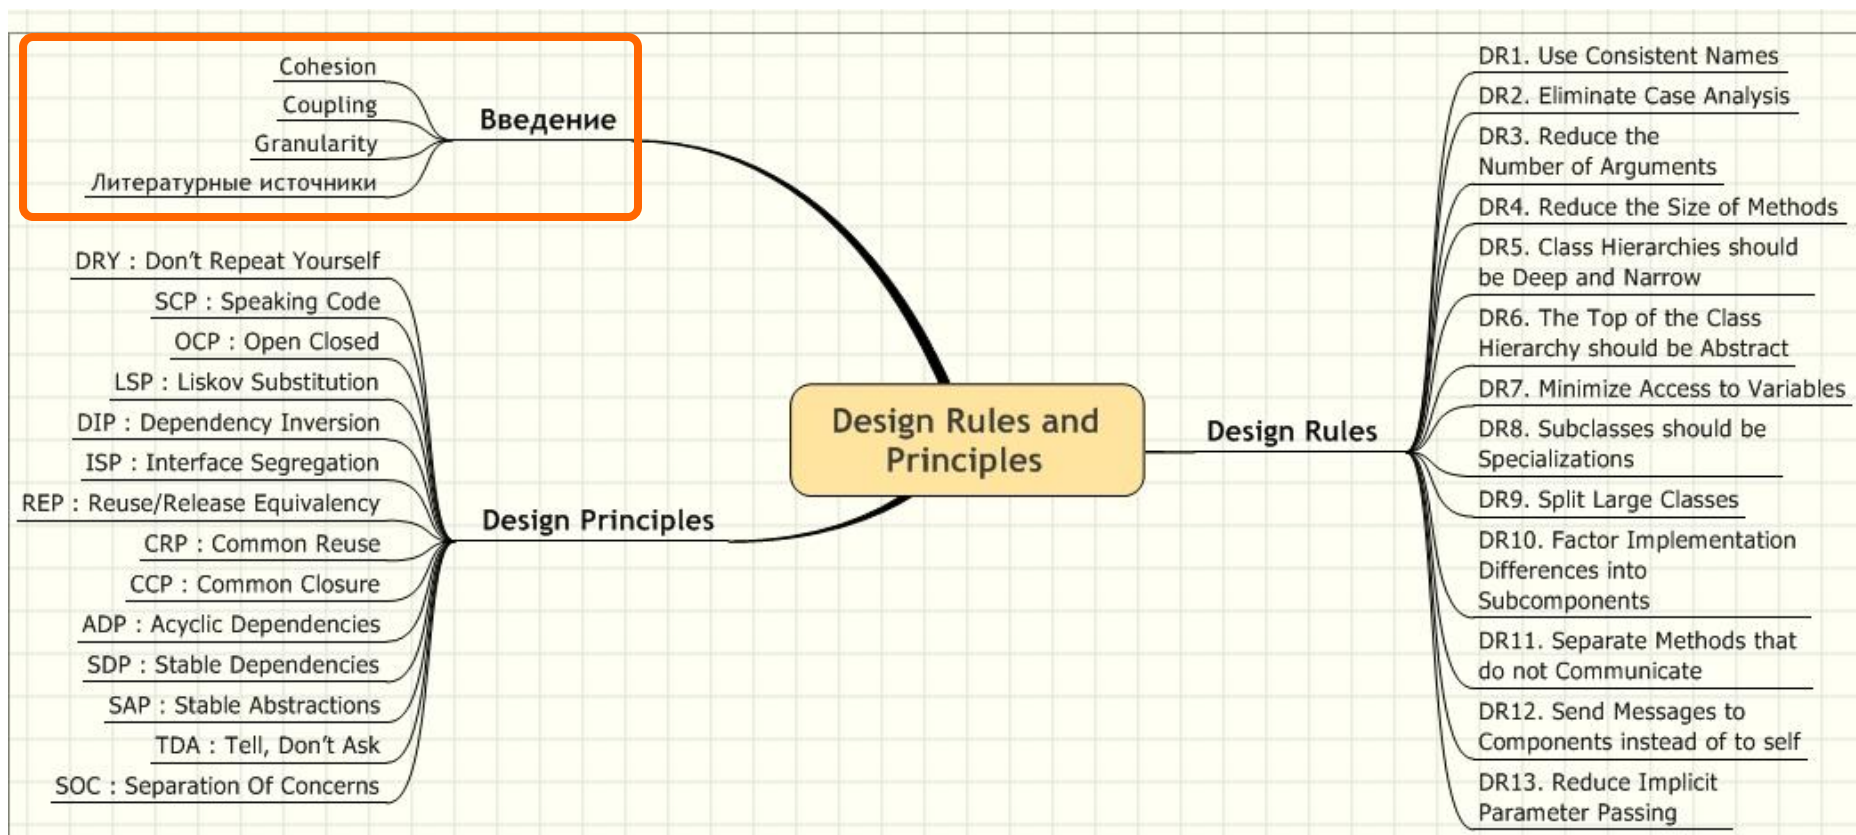 Cohesion
Coupling
Granularity
Литературные источники
Введение
DRY : Don't Repeat Yourself
SCP : Speaking Code
OCP : Open Closed
LSP : Liskov Substitution
DIP : Dependency Inversion
ISP : Interface Segregation
REP : Reuse/Release Equivalency
CRP : Common Reuse
CCP : Common Closure
ADP : Acyclic Dependencies
SDP : Stable Dependencies
SAP : Stable Abstractions
TDA : Tell, Don't Ask
SOC : Separation Of Concerns
Design Principles
Design Rules and
Principles
Design Rules
DR1. Use Consistent Names
DR2. Eliminate Case Analysis
DR3. Reduce the
Number of Arguments
DR4. Reduce the Size of Methods
DR5. Class Hierarchies should
be Deep and Narrow
DR6. The Top of the Class
Hierarchy should be Abstract
DR7. Minimize Access to Variables
DR8. Subclasses should be
Specializations
DR9. Split Large Classes
DR10. Factor Implementation
Differences into
Subcomponents
DR11. Separate Methods that
do not Communicate
DR12. Send Messages to
Components instead of to self
DR13. Reduce Implicit
Parameter Passing